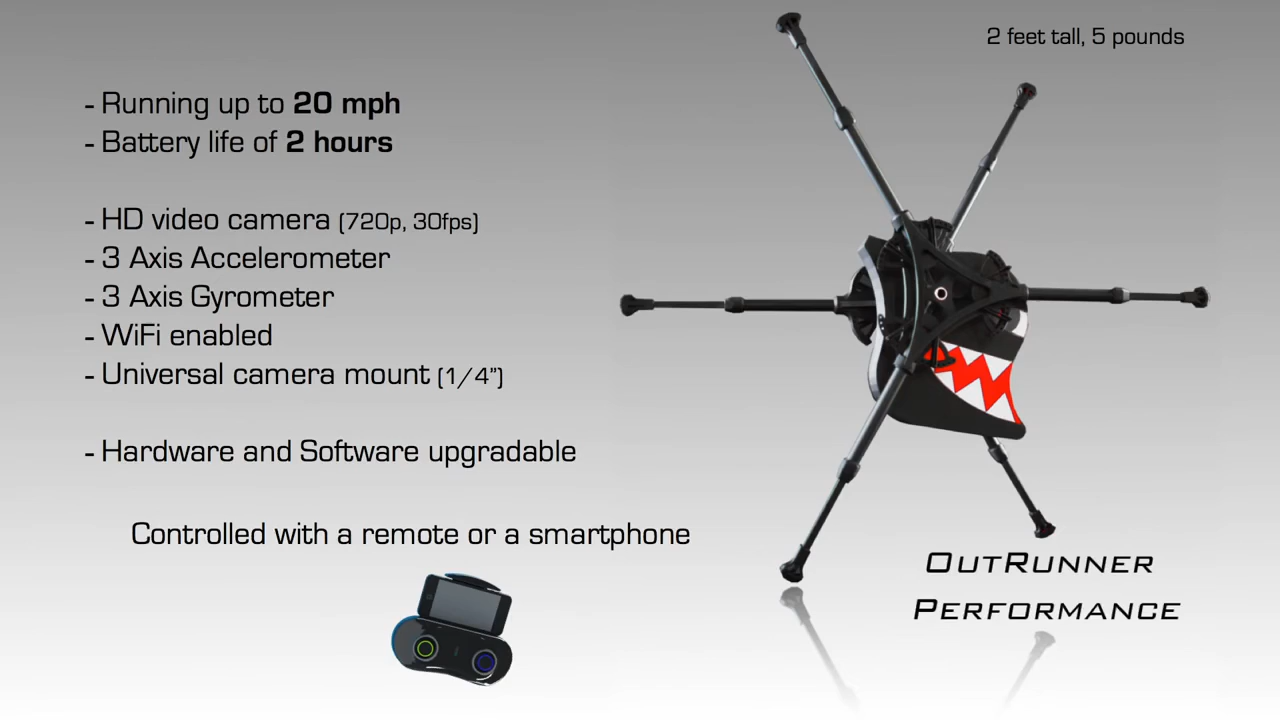 2 feet tall, 5 pounds
- Running up to 20 mph
- Battery life of 2 hours
- HD video camera (720p, 30fps)
- 3 Axis Accelerometer
- 3 Axis Gyrometer
- WiFi enabled
- Universal camera mount (1/4")
- Hardware and Software upgradable
Controlled with a remote or a smartphone
OutRunner
Performance